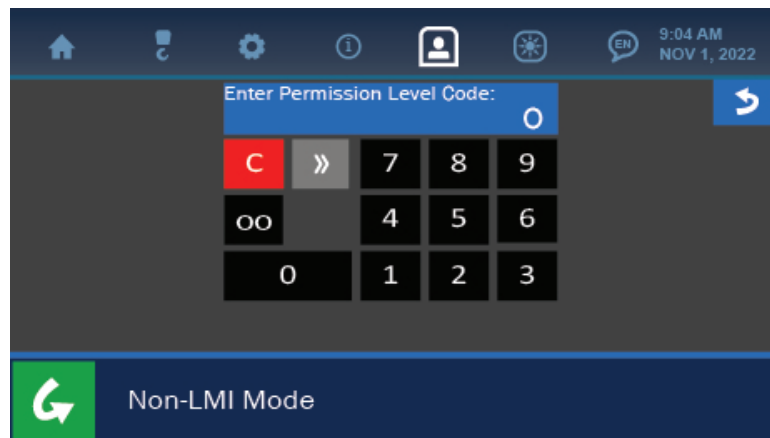 EN
9:04 AM
NOV 1, 2022
Enter Permission Level Code:
0
C » 7 8 9
00 4 5 6
0 1 2 3
Non-LMI Mode